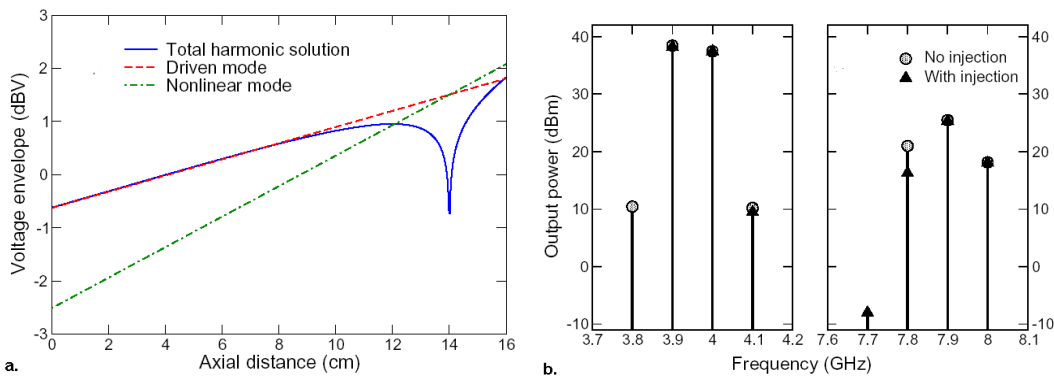 3
2
1
0
-1
-2
-3
Voltage envelope (dBV)
Total harmonic solution
Driven mode
Nonlinear mode
0 2 4 6 8 10 12 14 16
Axial distance (cm)
a.
40
30
20
10
0
-10
Output power (dBm)
3.7 3.8 3.9 4 4.1 4.2
No injection
With injection
40
30
20
10
0
-10
7.6 7.7 7.8 7.9 8 8.1
Frequency (GHz)
b.